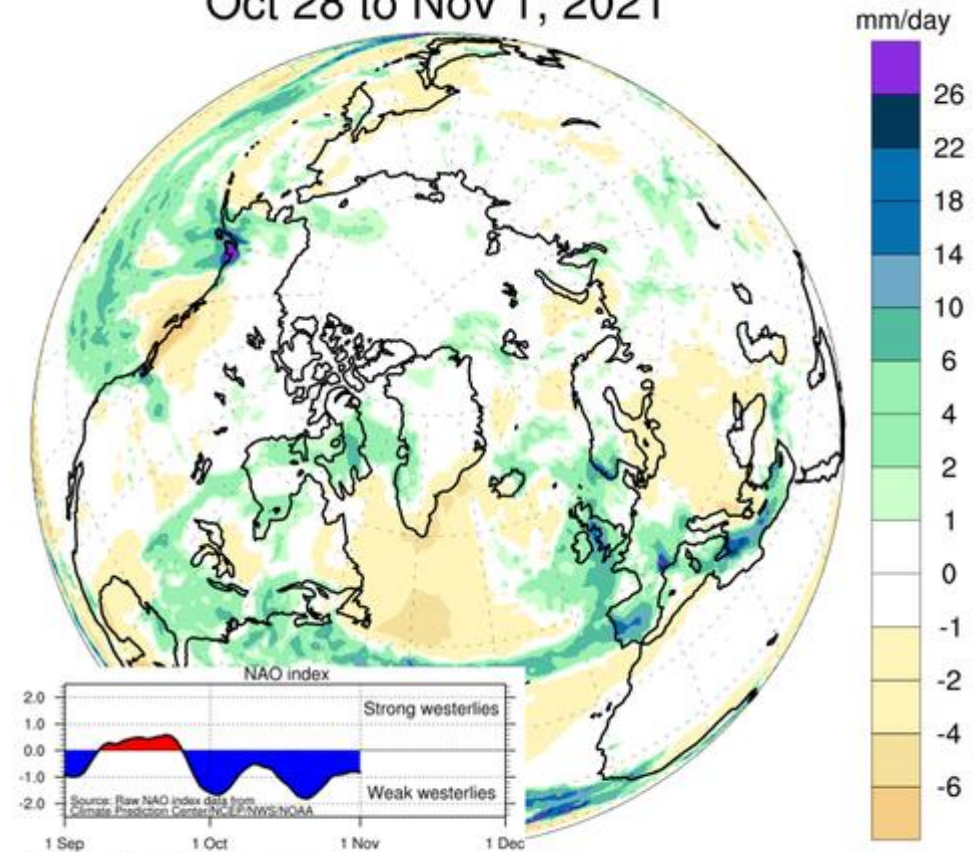 Oct 28 to Nov 1, 2021
mm/day
26
22
18
14
10
6
4
2
1
0
-1
-2
-4
-6
NAO index
2.0
1.0
0.0
-1.0
-2.0
Strong westerlies
Weak westerlies
Source: Raw NAO index data from
Climate Prediction Center/NCEP/NWS/NOAA
1 Sep 1 Oct 1 Nov 1 Dec